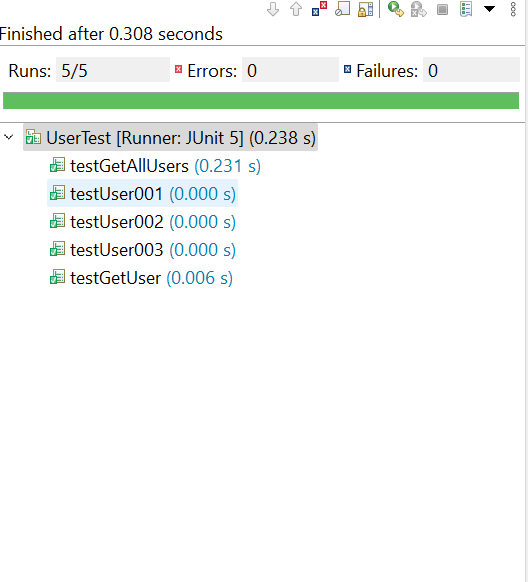 Finished after 0.308 seconds
Runs: 5/5 Errors: 0 Failures: 0
UserTest [Runner: JUnit 5] (0.238 s)
testGetAllUsers (0.231 s)
testUser001 (0.000 s)
testUser002 (0.000 s)
testUser003 (0.000 s)
testGetUser (0.006 s)